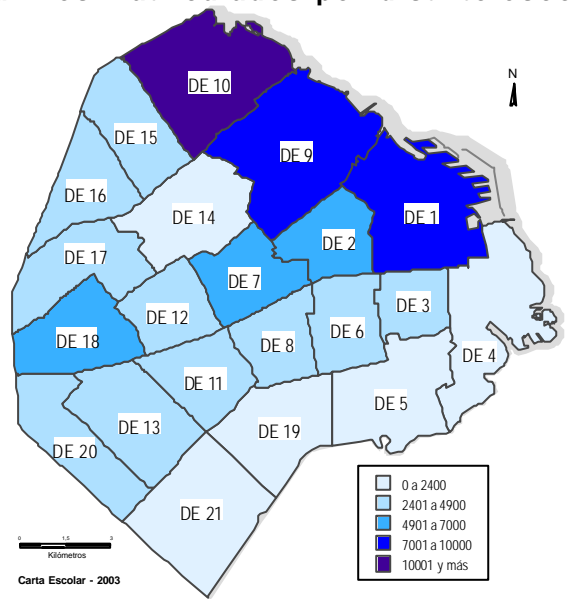 N
DE 10
DE 15
DE 9
DE 16
DE 14
DE 1
DE 2
DE 17
DE 7
DE 3
DE 12
DE 6
DE 18
DE 8
DE 4
DE 11
DE 5
DE 13
DE 19
DE 20
DE 21
0 a 2400
2401 a 4900
4901 a 7000
7001 a 10000
10001 y más
0 1,5 3
Kilómetros
Carta Escolar - 2003